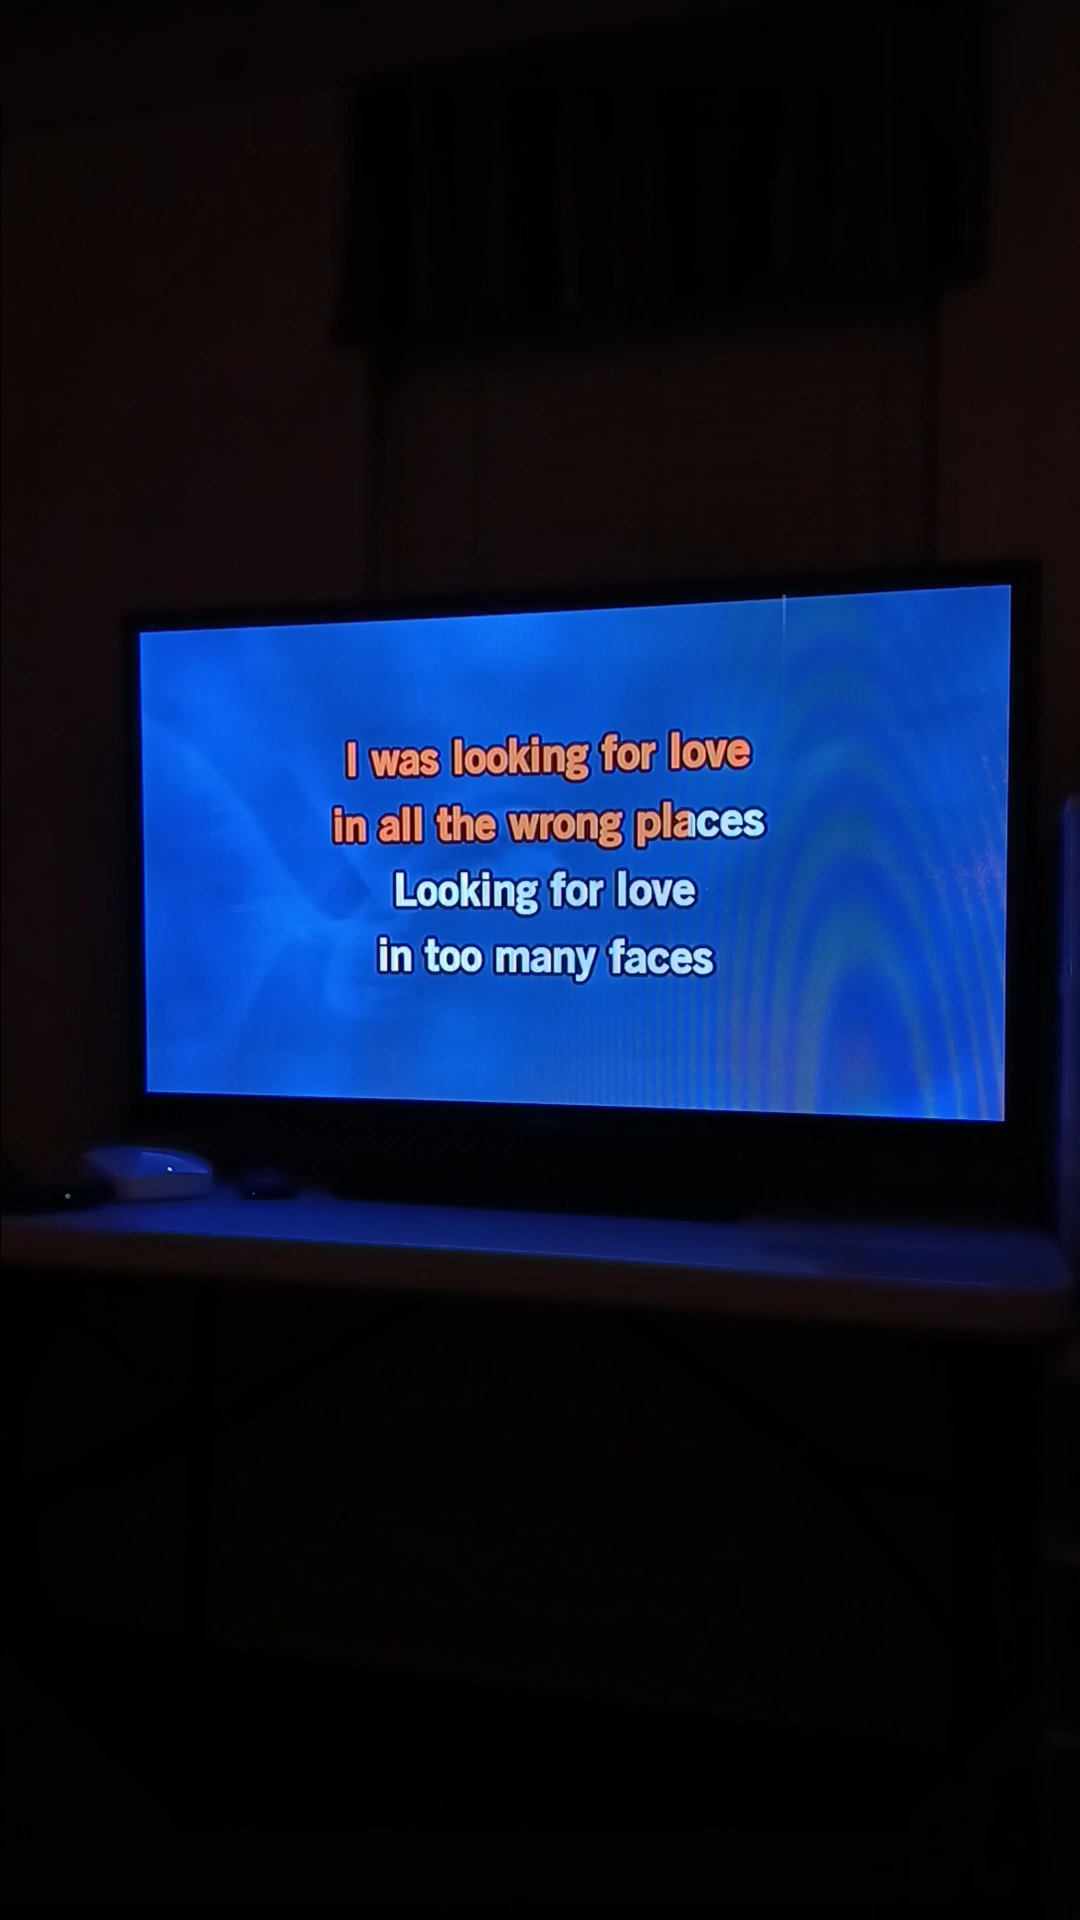 I was looking for love
in all the wrong places
Looking for love
in too many faces